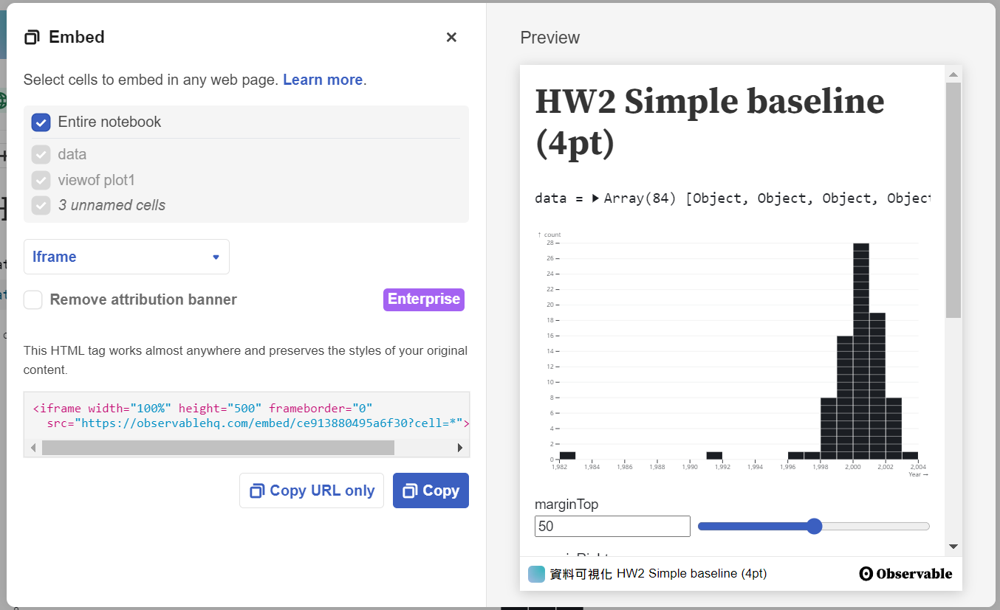 Embed
Select cells to embed in any web page. Learn more.
Entire notebook
data
viewof plot1
3 unnamed cells
Iframe
Remove attribution banner
Enterprise
This HTML tag works almost anywhere and preserves the styles of your original
content.
<iframe width="100%" height="500" frameborder="0"
src="https://observablehq.com/embed/ce913880495a6f30?cell=*">
Copy URL only
Copy
Preview
HW2 Simple baseline
(4pt)
data = ▶ Array(84) [Object, Object, Object, Object
↑ count
28
26
24
22
20
18
16
14
12
10
8
6
4
2
0
1,982 1,984 1,986 1,988 1,990 1,992 1,994 1,996 1,998 2,000 2,002 2,004
Year →
marginTop
50
資料可視化 HW2 Simple baseline (4pt)
Observable